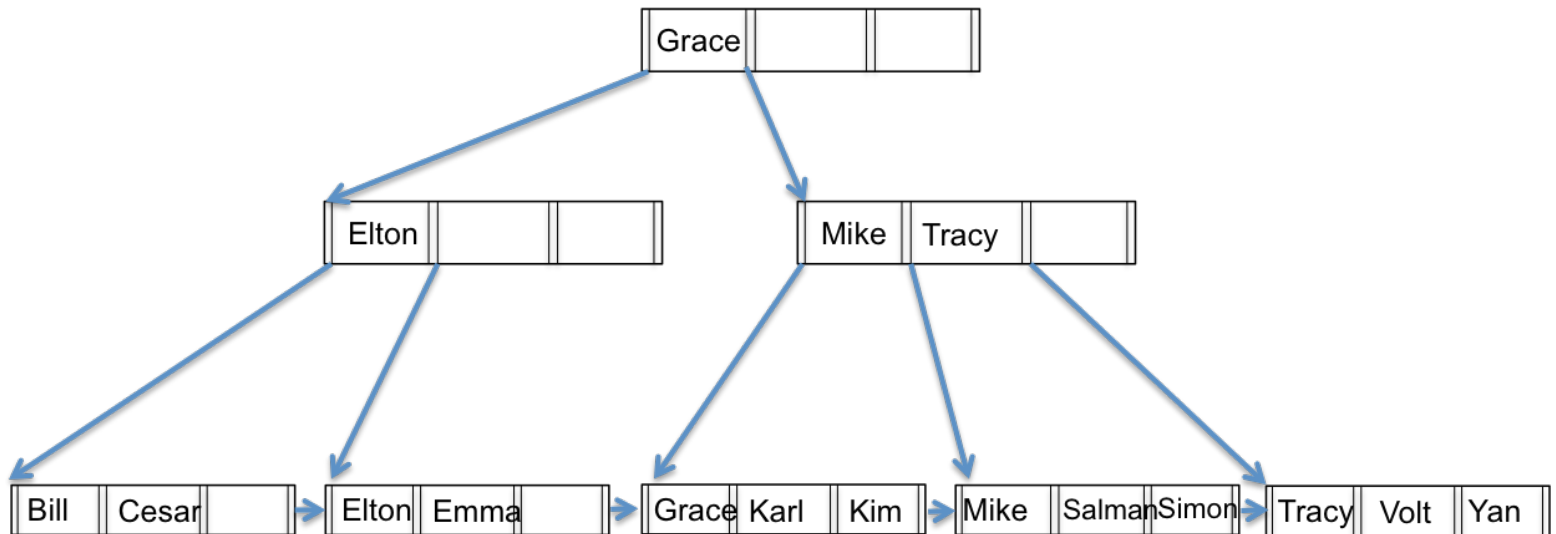 Grace
Elton
Mike Tracy
Bill Cesar Elton Emma Grace Karl Kim Mike Salman Simon Tracy Volt Yan